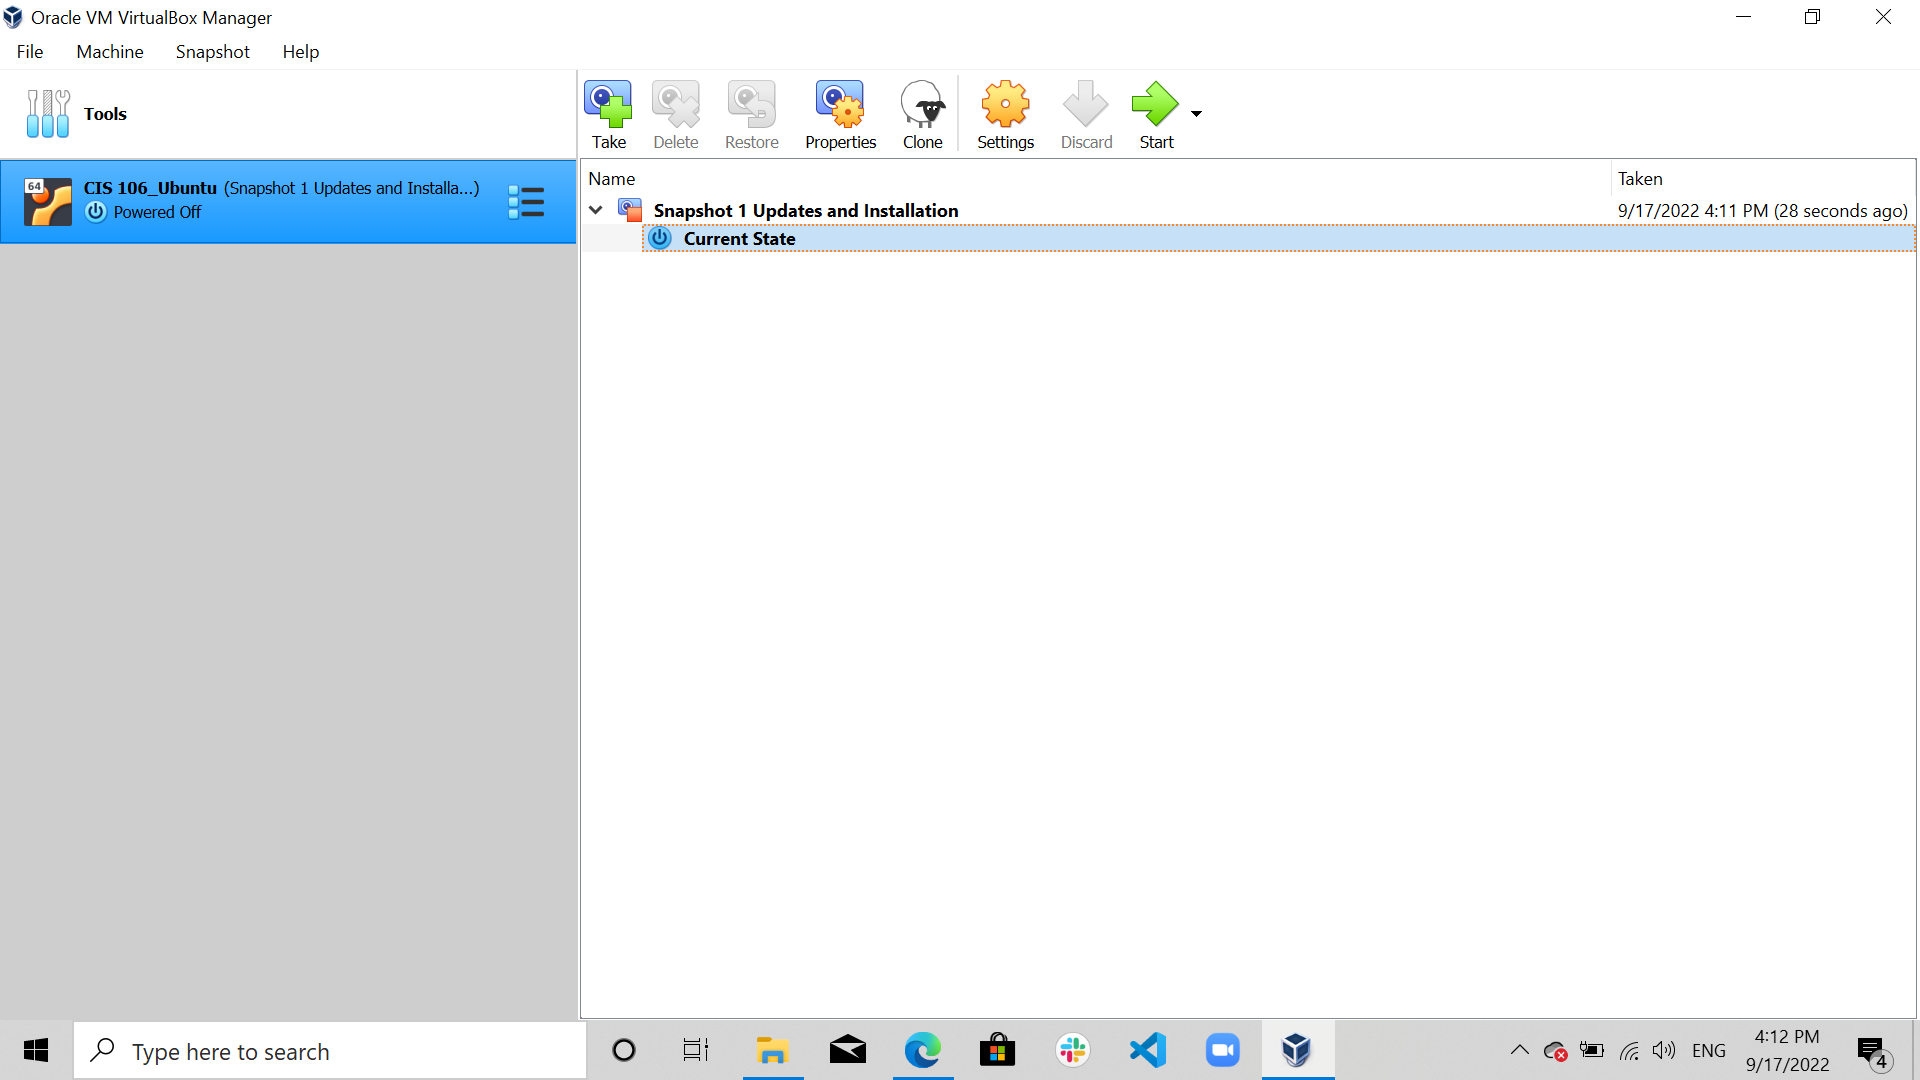 Oracle VM VirtualBox Manager
File Machine Snapshot Help
Tools
Take Delete Restore Properties Clone Settings Discard Start
64
CIS 106_Ubuntu (Snapshot 1 Updates and Installa...)
Powered Off
Name Taken
Snapshot 1 Updates and Installation 9/17/2022 4:11 PM (28 seconds ago)
Current State
Type here to search
ENG
4:12 PM
9/17/2022
4